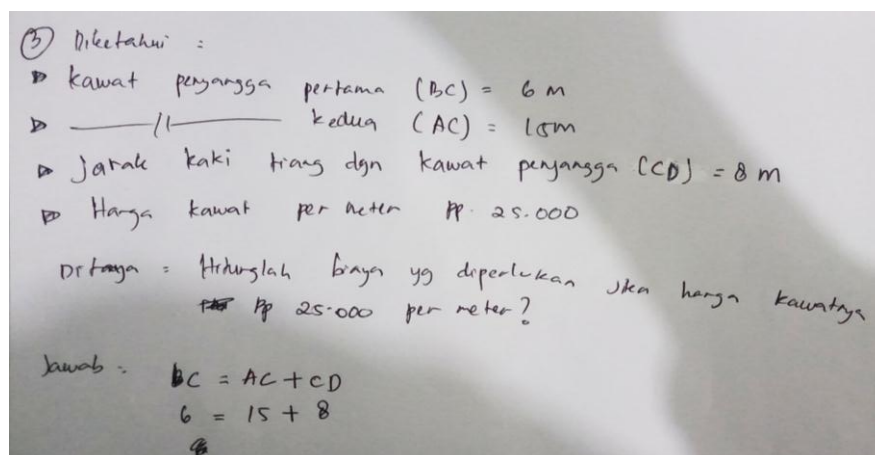 ③ Diketahui :
▷ kawat penyangga pertama (BC) = 6 m
▷ ——//—— kedua (AC) = 15m
▷ Jarak kaki tiang dgn kawat penyangga (CD) = 8 m
▷ Harga kawat per meter Rp. 25.000
Ditanya = Hitunglah biaya yg diperlukan jika harga kawatnya
Rp 25.000 per meter?
Jawab :
BC = AC + CD
6 = 15 + 8